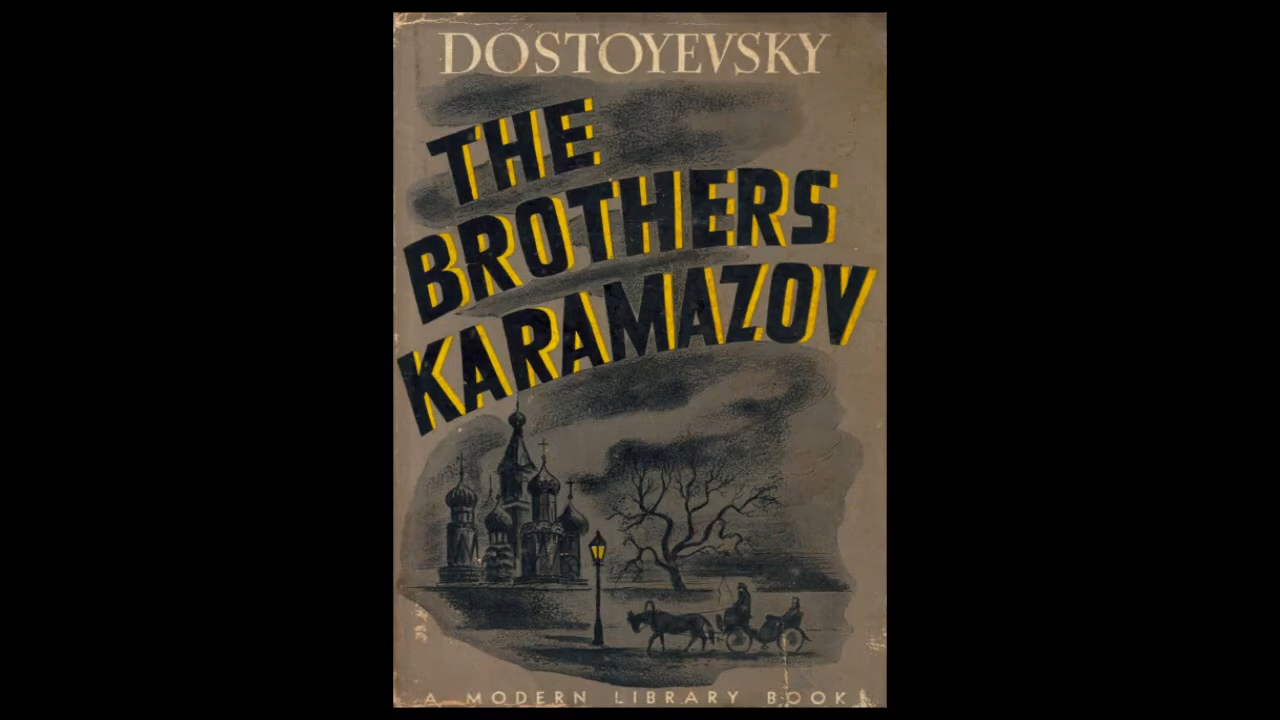 DOSTOYEVSKY
THE
BROTHERS
KARAMAZOV
A MODERN LIBRARY BOOK